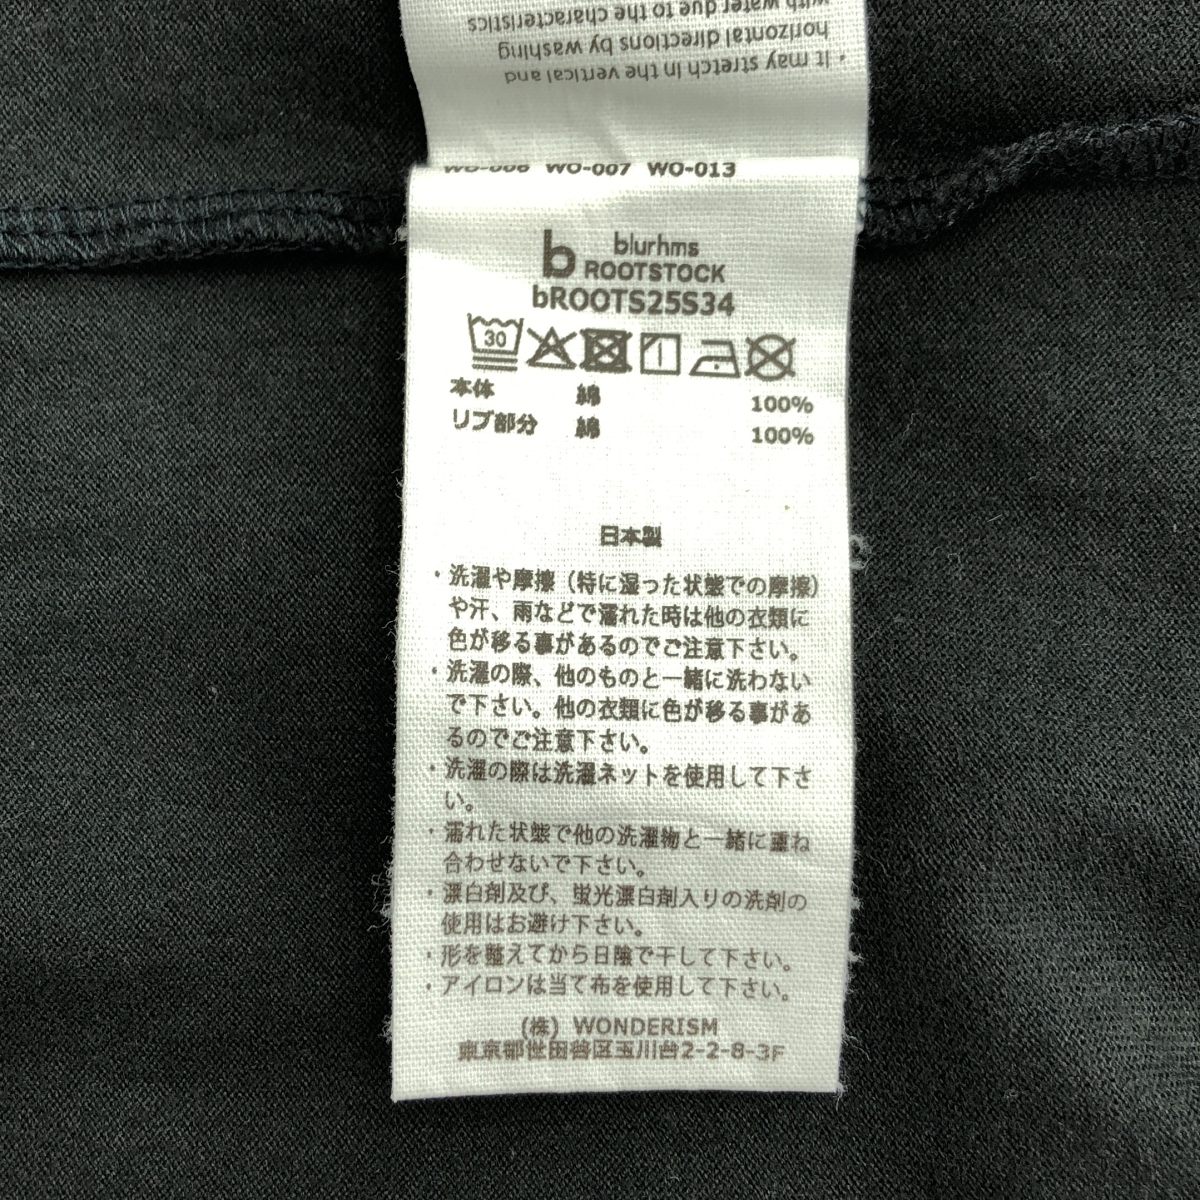 with water due to the characteristics
horizontal directions by washing
・It may stretch in the vertical and
WO-006 WO-007 WO-013
b blurhms
ROOTSTOCK
bROOTS25S34
30
本体 綿 100%
リブ部分 綿 100%
日本製
・洗濯や摩擦（特に湿った状態での摩擦）
や汗、雨などで濡れた時は他の衣類に
色が移る事があるのでご注意下さい。
・洗濯の際、他のものと一緒に洗わない
で下さい。他の衣類に色が移る事があ
るのでご注意下さい。
・洗濯の際は洗濯ネットを使用して下さ
い。
・濡れた状態で他の洗濯物と一緒に重ね
合わせないで下さい。
・漂白剤及び、蛍光漂白剤入りの洗剤の
使用はお避け下さい。
・形を整えてから日陰で干して下さい。
・アイロンは当て布を使用して下さい。
(株) WONDERISM
東京都世田谷区玉川台2-2-8-3F